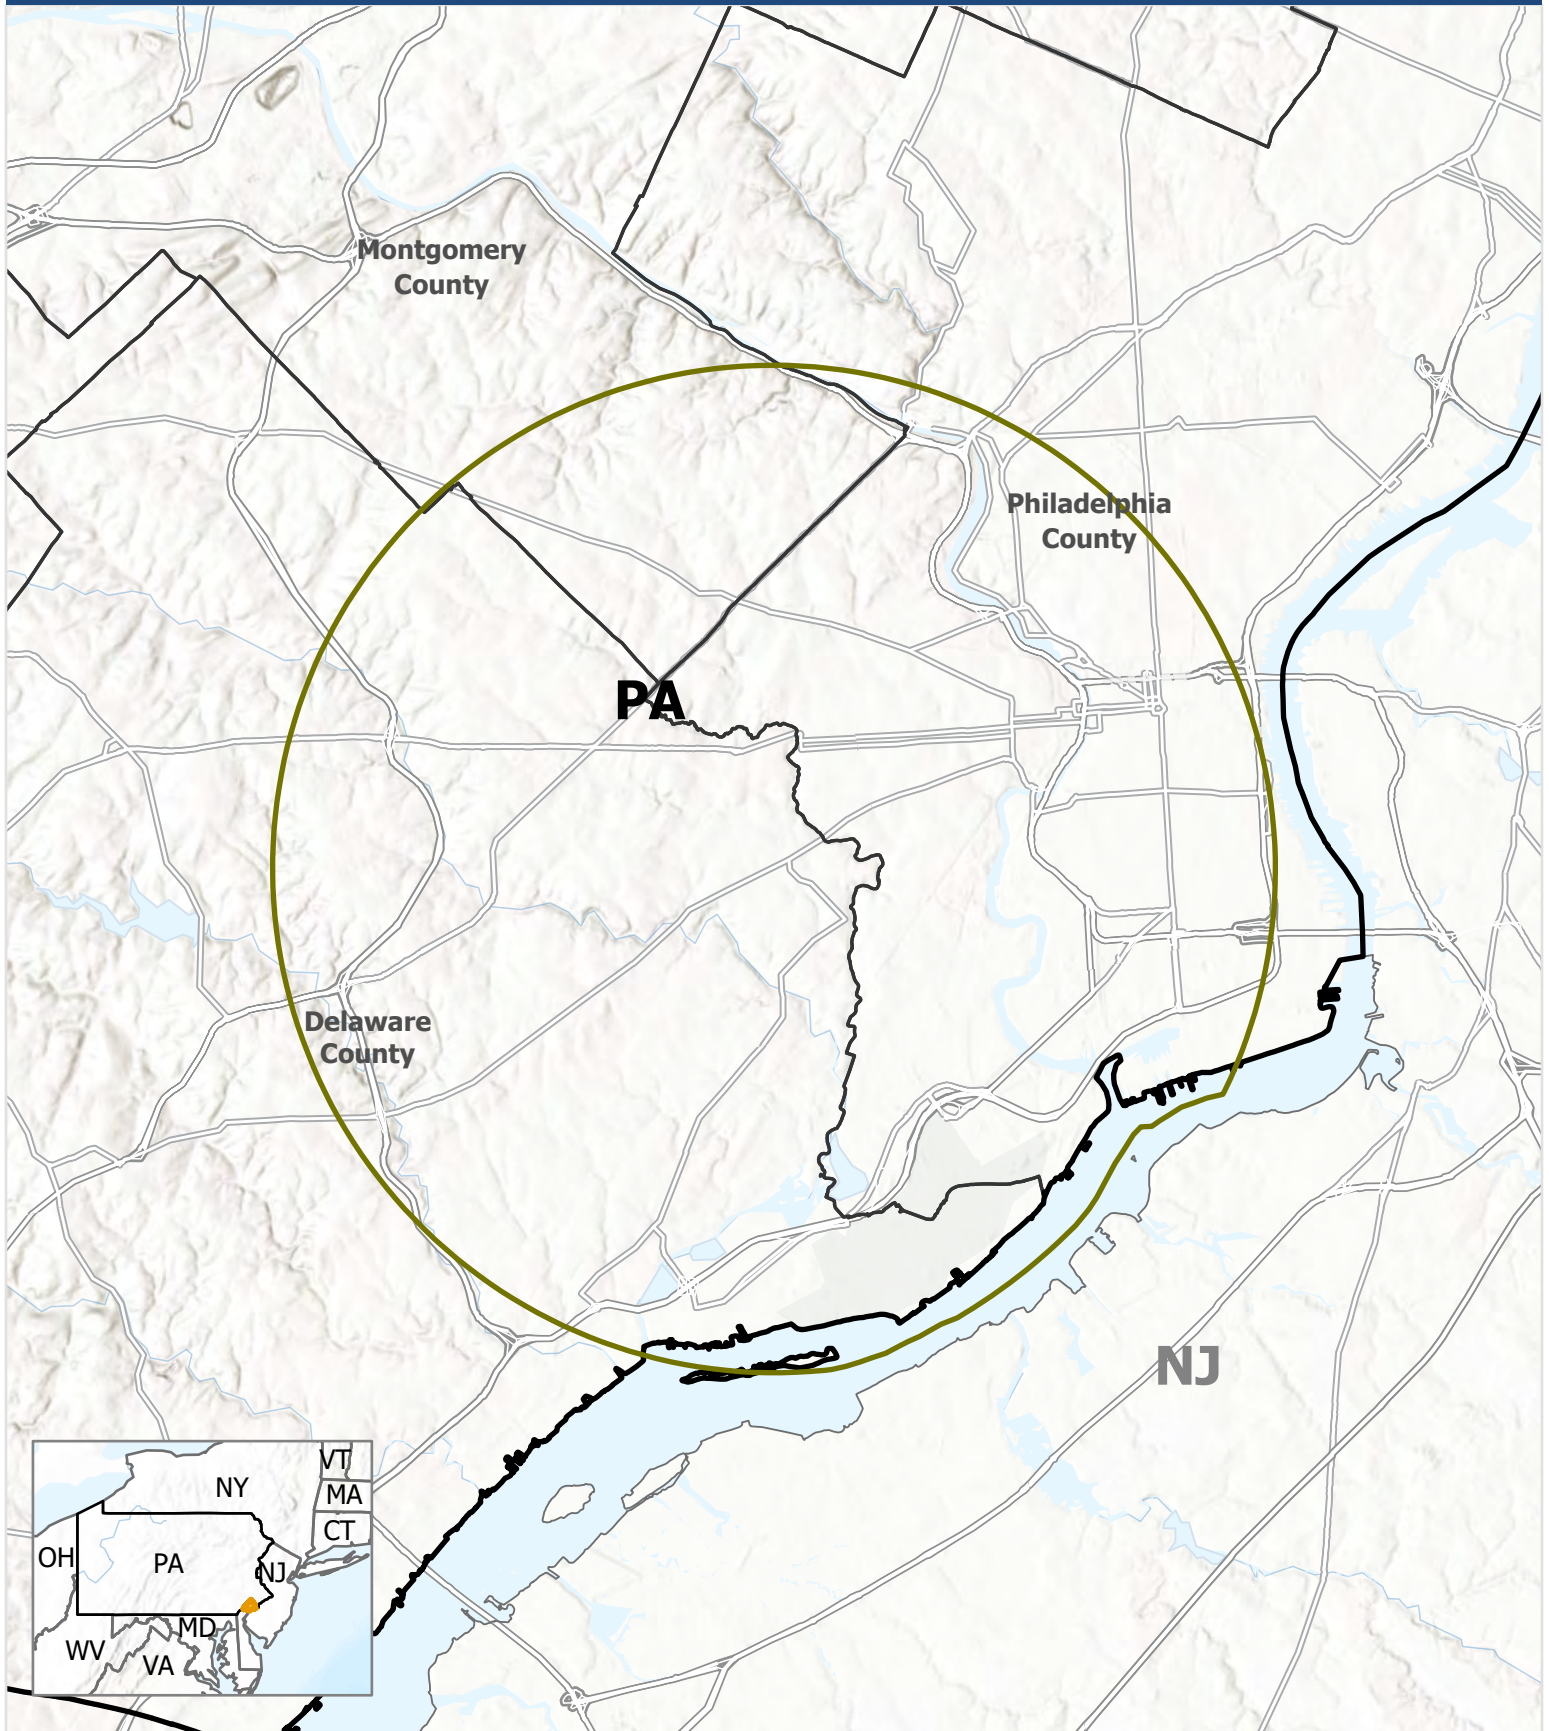 Montgomery
County
Philadelphia
County
PA
Delaware
County
NJ
VT
NY
MA
CT
OH
PA
NJ
MD
WV
VA